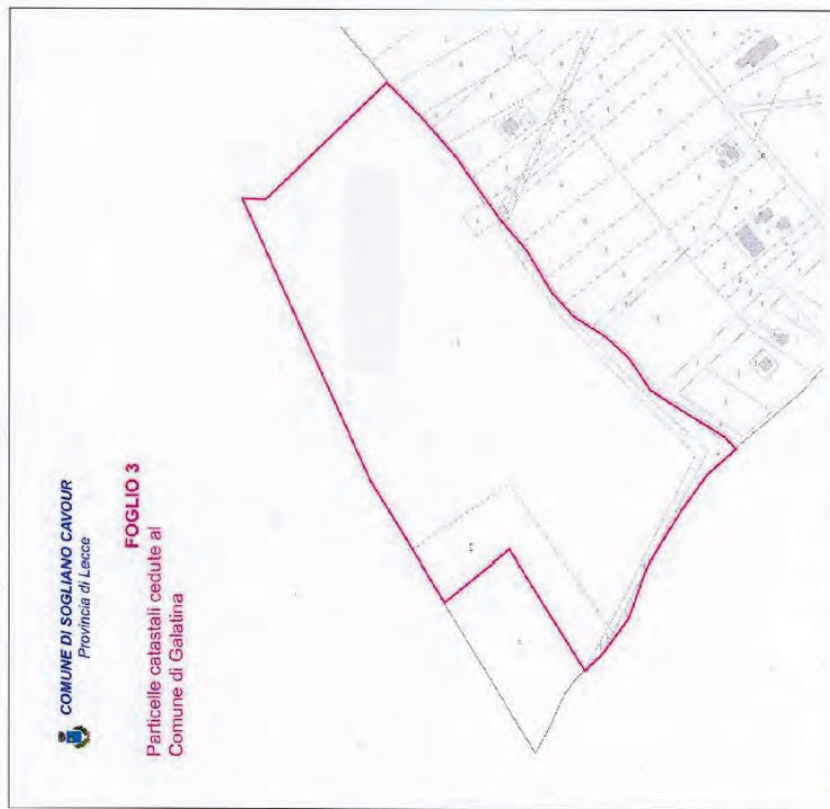 COMUNE DI SOGLIANO CAVOUR
Provincia di Lecce
FOGLIO 3
Particelle catastali cedute al
Comune di Galatina